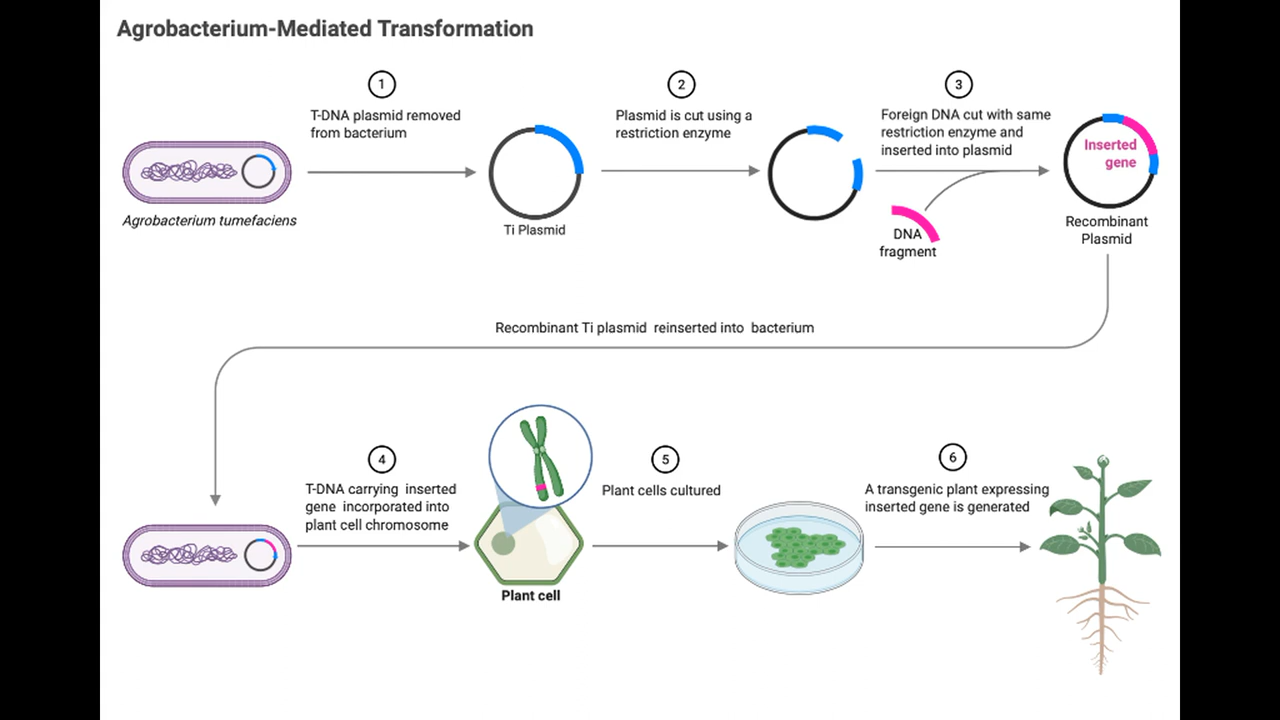 Agrobacterium-Mediated Transformation
1
T-DNA plasmid removed
from bacterium
2
Plasmid is cut using a
restriction enzyme
3
Foreign DNA cut with same
restriction enzyme and
inserted into plasmid
Agrobacterium tumefaciens
Ti Plasmid
DNA
fragment
Inserted
gene
Recombinant
Plasmid
Recombinant Ti plasmid reinserted into bacterium
4
T-DNA carrying inserted
gene incorporated into
plant cell chromosome
Plant cell
5
Plant cells cultured
6
A transgenic plant expressing
inserted gene is generated